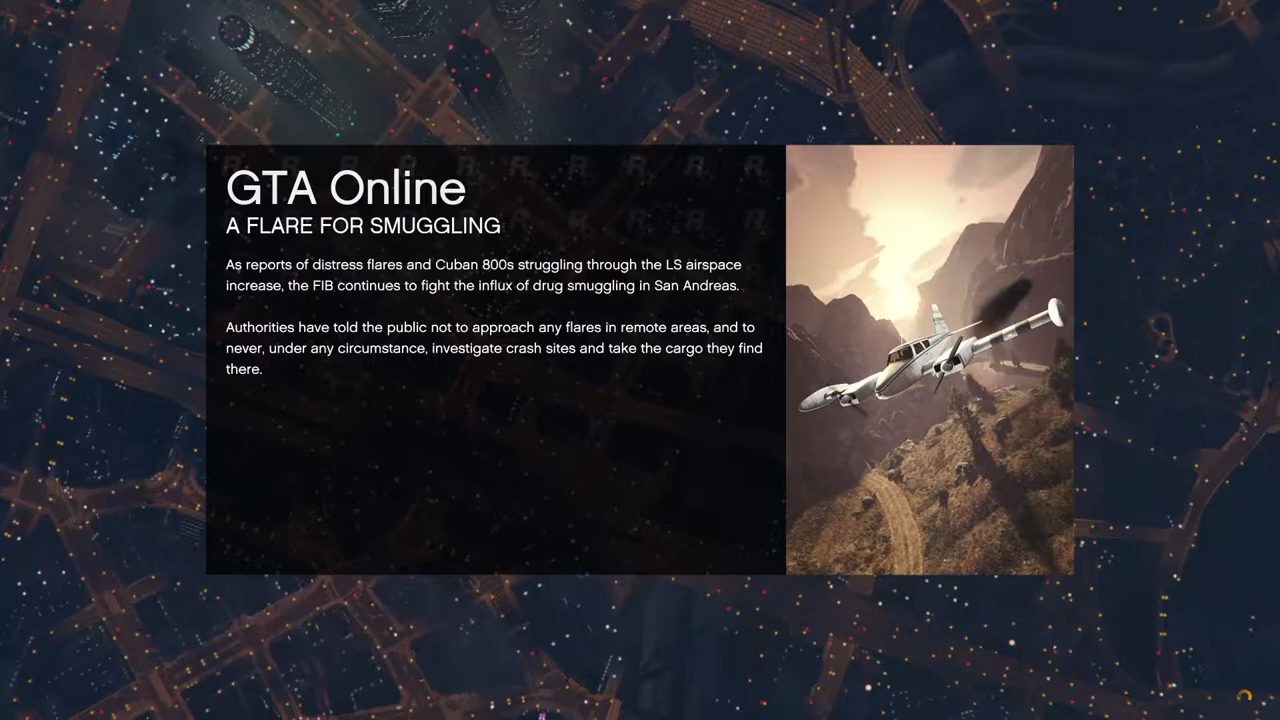 GTA Online
A FLARE FOR SMUGGLING
As reports of distress flares and Cuban 800s struggling through the LS airspace
increase, the FIB continues to fight the influx of drug smuggling in San Andreas.
Authorities have told the public not to approach any flares in remote areas, and to
never, under any circumstance, investigate crash sites and take the cargo they find
there.